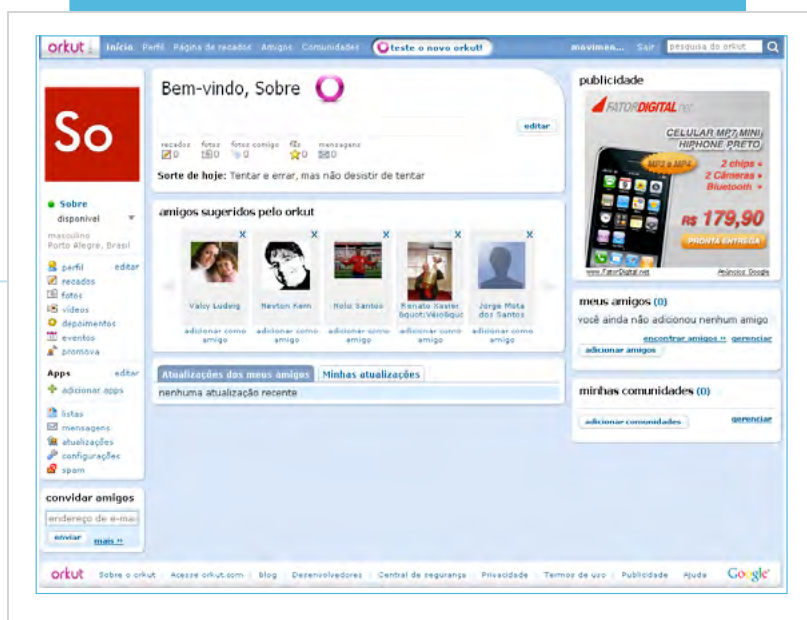 orkut Início Perfil Página de recados Amigos Comunidades teste o novo orkut! movimen... Sair pesquisa do orkut
So
Sobre
disponível
masculino
Porto Alegre, Brasil
perfil editar
recados
fotos
vídeos
depoimentos
eventos
promova
Apps editar
adicionar apps
listas
mensagens
atualizações
configurações
spam
convidar amigos
endereço de e-mai
enviar mais »
Bem-vindo, Sobre
editar
recados fotos fotos comigo fãs mensagens
0 0 0 0 0
Sorte de hoje: Tentar e errar, mas não desistir de tentar
amigos sugeridos pelo orkut
x x x x x
Valcy Ludwig Newton Kern Nolo Santos Renato Xavier &quot;Véio&quot Jorge Mota dos Santos
adicionar como amigo adicionar como amigo adicionar como amigo adicionar como amigo adicionar como amigo
Atualizações dos meus amigos Minhas atualizações
nenhuma atualização recente
publicidade
FATORDIGITAL.net
CELULAR MP7,MINI
HIPHONE PRETO
MP3 e MP4
2 chips
2 Câmeras
Bluetooth
R$ 179,90
PRONTA ENTREGA
www.FatorDigital.net Anúncios Google
meus amigos (0)
você ainda não adicionou nenhum amigo
encontrar amigos » gerenciar
adicionar amigos
minhas comunidades (0)
adicionar comunidades gerenciar
orkut Sobre o orkut Acesse orkut.com Blog Desenvolvedores Central de segurança Privacidade Termos de uso Publicidade Ajuda Google